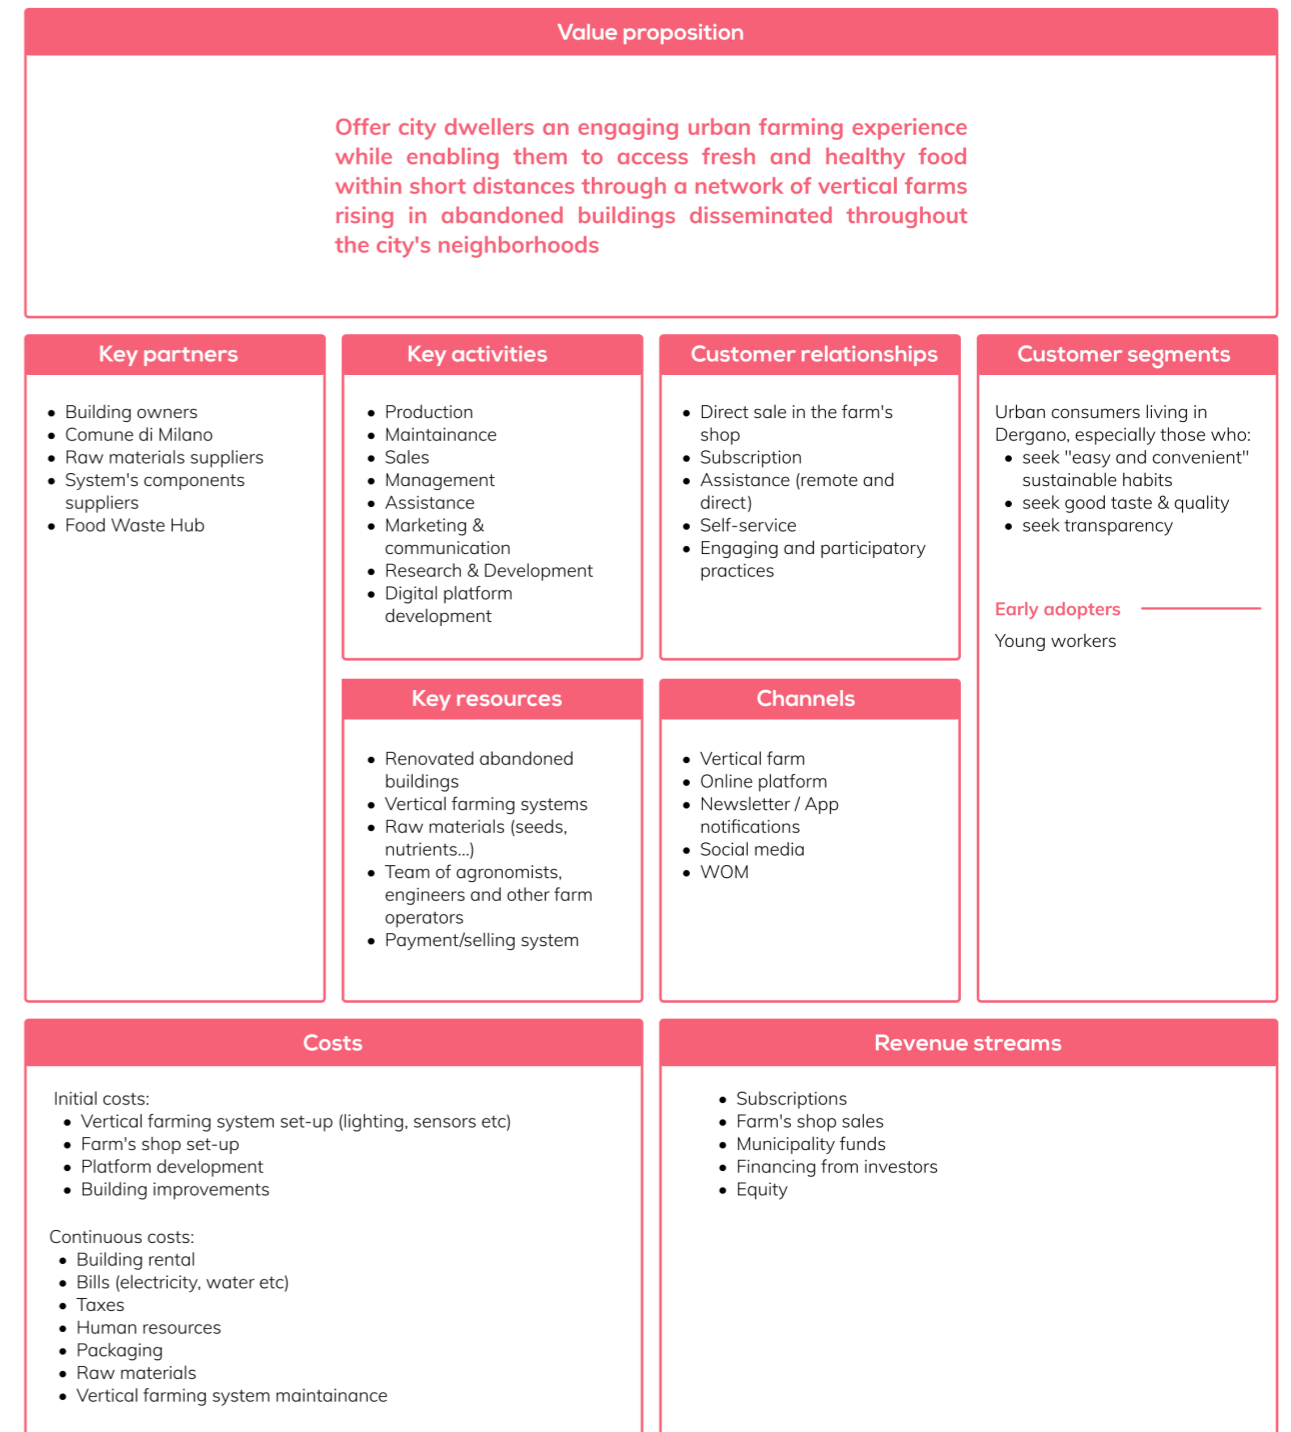 Value proposition
Offer city dwellers an engaging urban farming experience
while enabling them to access fresh and healthy food
within short distances through a network of vertical farms
rising in abandoned buildings disseminated throughout
the city's neighborhoods
Key partners
• Building owners
• Comune di Milano
• Raw materials suppliers
• System's components
suppliers
• Food Waste Hub
Key activities
• Production
• Maintainance
• Sales
• Management
• Assistance
• Marketing &
communication
• Research & Development
• Digital platform
development
Customer relationships
• Direct sale in the farm's
shop
• Subscription
• Assistance (remote and
direct)
• Self-service
• Engaging and participatory
practices
Customer segments
Urban consumers living in
Dergano, especially those who:
• seek "easy and convenient"
sustainable habits
• seek good taste & quality
• seek transparency
Early adopters
Young workers
Key resources
• Renovated abandoned
buildings
• Vertical farming systems
• Raw materials (seeds,
nutrients...)
• Team of agronomists,
engineers and other farm
operators
• Payment/selling system
Channels
• Vertical farm
• Online platform
• Newsletter / App
notifications
• Social media
• WOM
Costs
Initial costs:
• Vertical farming system set-up (lighting, sensors etc)
• Farm's shop set-up
• Platform development
• Building improvements
Continuous costs:
• Building rental
• Bills (electricity, water etc)
• Taxes
• Human resources
• Packaging
• Raw materials
• Vertical farming system maintainance
Revenue streams
• Subscriptions
• Farm's shop sales
• Municipality funds
• Financing from investors
• Equity